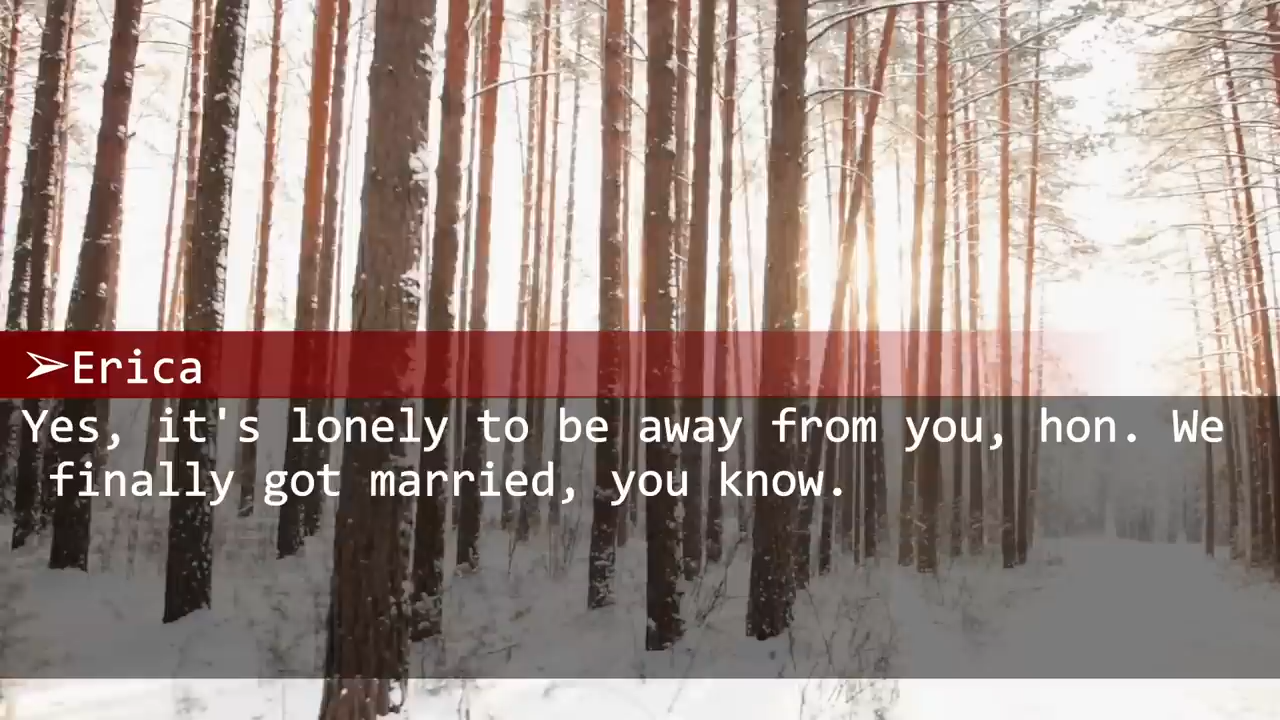 ➢Erica
Yes, it's lonely to be away from you, hon. We
finally got married, you know.